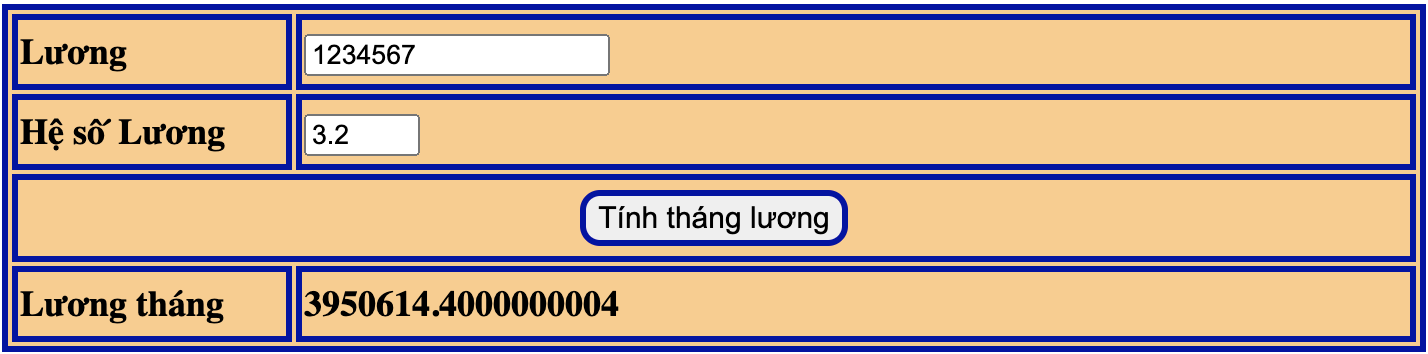 Lương
1234567
Hệ số Lương
3.2
Tính tháng lương
Lương tháng
3950614.4000000004